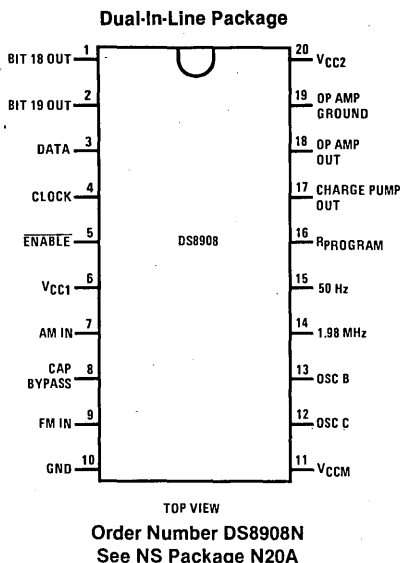 Dual-In-Line Package
BIT 18 OUT 1
BIT 19 OUT 2
DATA 3
CLOCK 4
ENABLE 5
VCC1 6
AM IN 7
CAP
BYPASS 8
FM IN 9
GND 10
DS8908
20 VCC2
19 OP AMP
GROUND
18 OP AMP
OUT
17 CHARGE PUMP
OUT
16 RPROGRAM
15 50 Hz
14 1.98 MHz
13 OSC B
12 OSC C
11 VCCM
TOP VIEW
Order Number DS8908N
See NS Package N20A